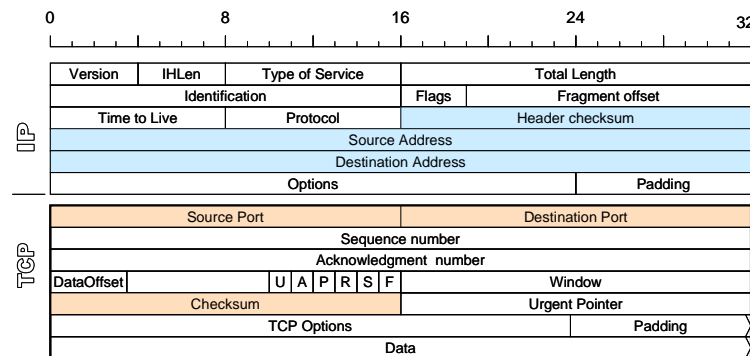 0 8 16 24 32
Version IHLen Type of Service Total Length
Identification Flags Fragment offset
Time to Live Protocol Header checksum
IP
Source Address
Destination Address
Options Padding
Source Port Destination Port
Sequence number
TCP
Acknowledgment number
DataOffset U A P R S F Window
Checksum Urgent Pointer
TCP Options Padding
Data